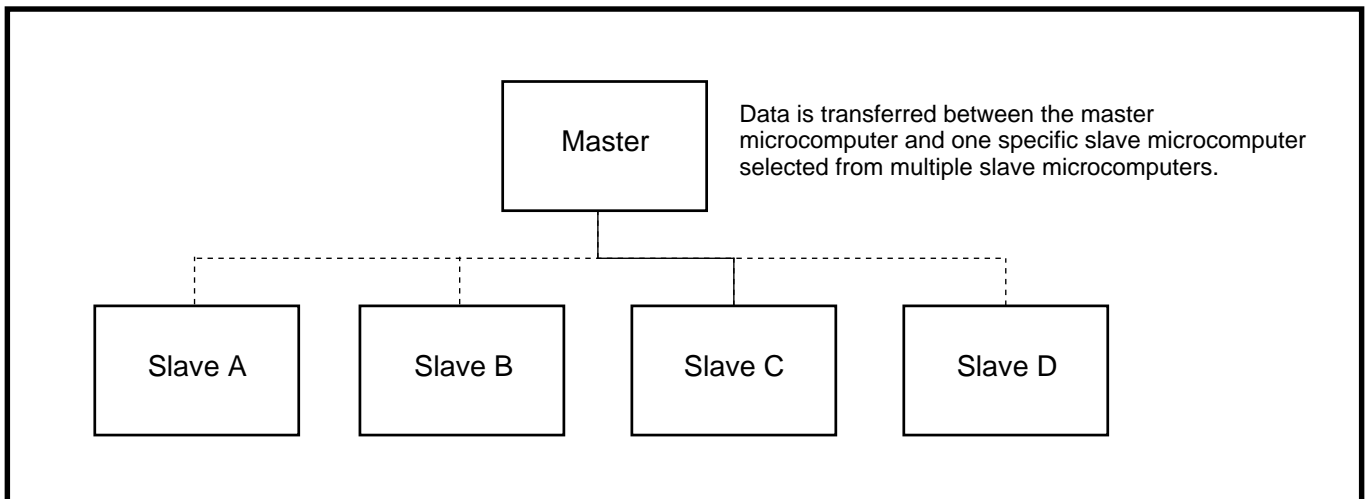 Master
Data is transferred between the master
microcomputer and one specific slave microcomputer
selected from multiple slave microcomputers.
Slave A
Slave B
Slave C
Slave D